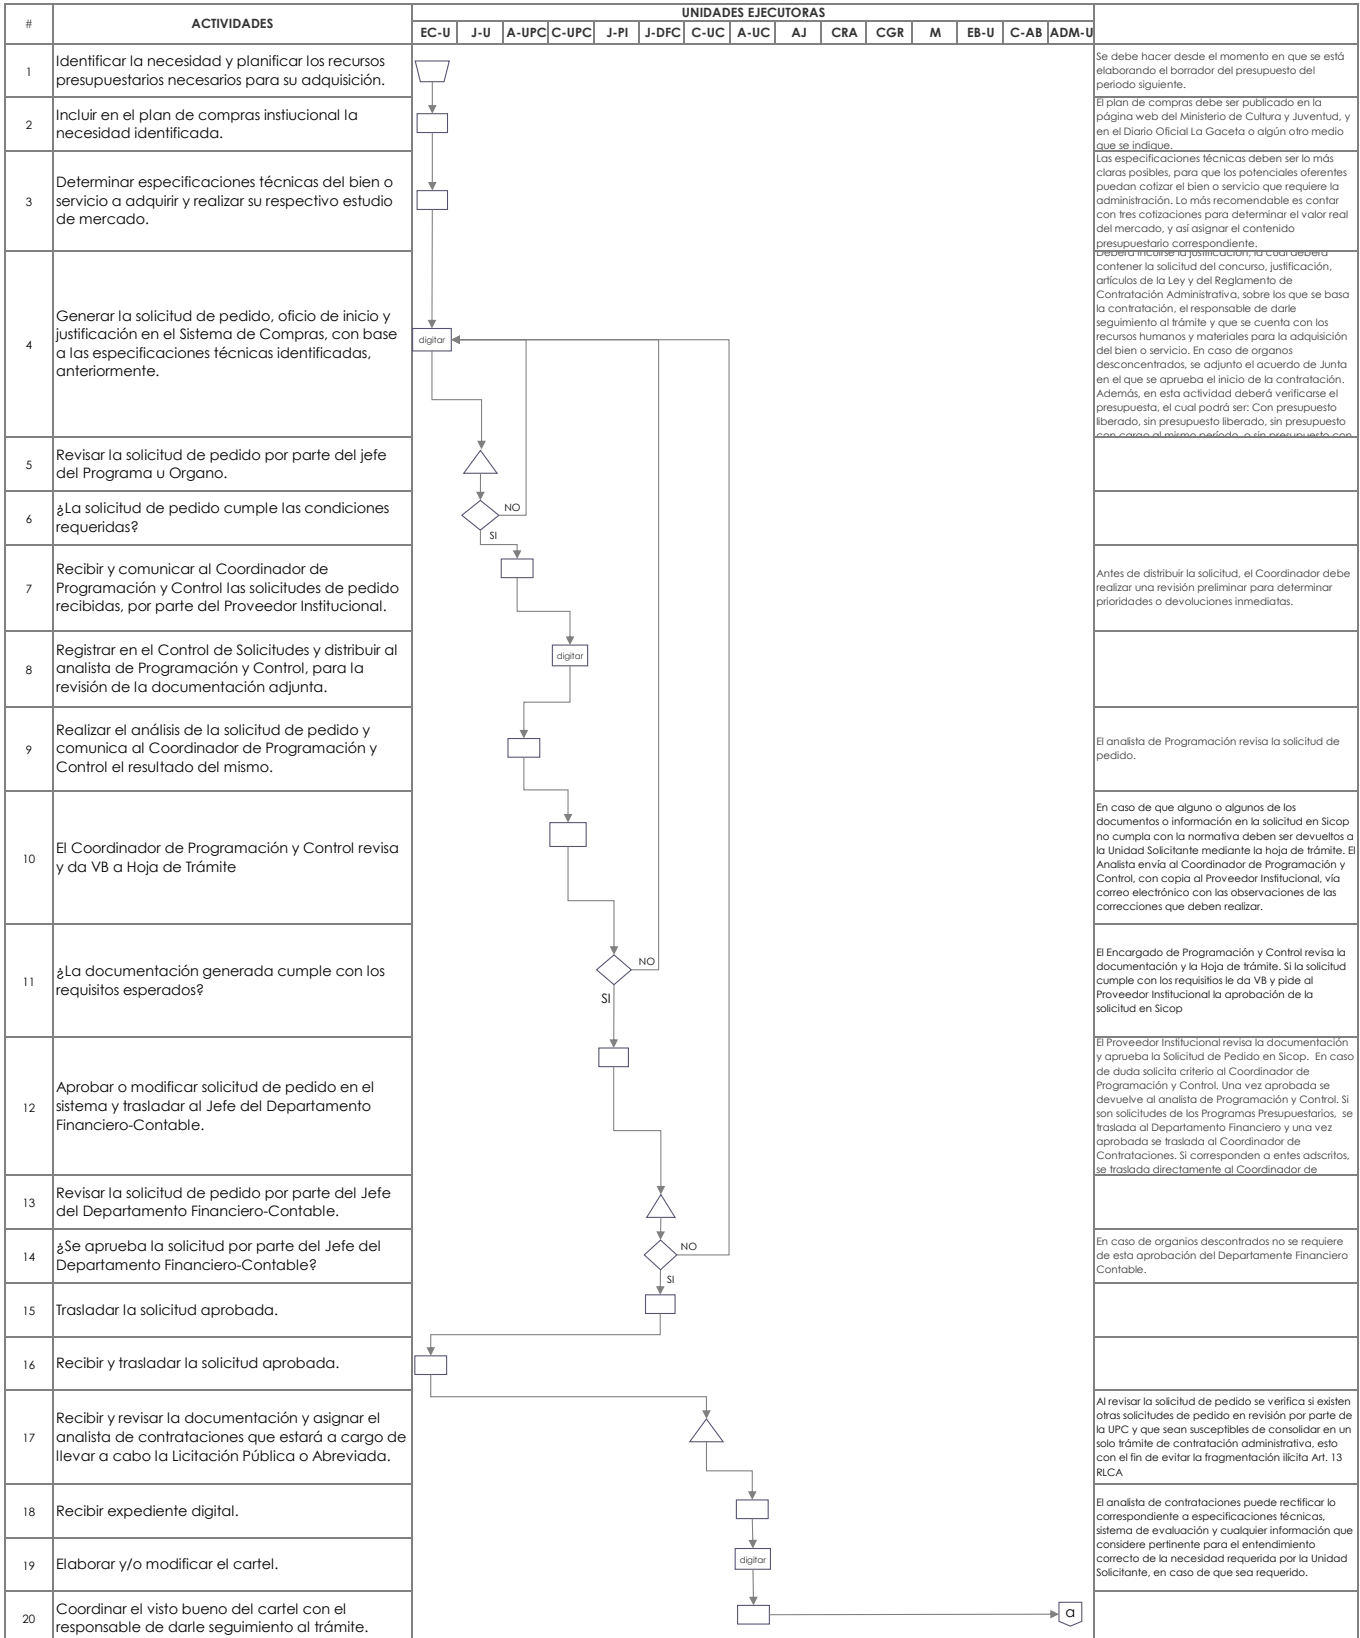 # ACTIVIDADES UNIDADES EJECUTORAS
EC-U J-U A-UPC C-UPC J-PI J-DFC C-UC A-UC AJ CRA CGR M EB-U C-AB ADM-U
1
Identificar la necesidad y planificar los recursos
presupuestarios necesarios para su adquisición.
Se debe hacer desde el momento en que se está
elaborando el borrador del presupuesto del
periodo siguiente.
2
Incluir en el plan de compras instiucional la
necesidad identificada.
El plan de compras debe ser publicado en la
página web del Ministerio de Cultura y Juventud, y
en el Diario Oficial La Gaceta o algún otro medio
que se indique.
3
Determinar especificaciones técnicas del bien o
servicio a adquirir y realizar su respectivo estudio
de mercado.
Las especificaciones técnicas deben ser lo más
claras posibles, para que los potenciales oferentes
puedan cotizar el bien o servicio que requiere la
administración. Lo más recomendable es contar
con tres cotizaciones para determinar el valor real
del mercado, y así asignar el contenido
presupuestario correspondiente.
4
Generar la solicitud de pedido, oficio de inicio y
justificación en el Sistema de Compras, con base
a las especificaciones técnicas identificadas,
anteriormente.
digitar
la justificación, la cual deberá
contener la solicitud del concurso, justificación,
artículos de la Ley y del Reglamento de
Contratación Administrativa, sobre los que se basa
la contratación, el responsable de darle
seguimiento al trámite y que se cuenta con los
recursos humanos y materiales para la adquisición
del bien o servicio. En caso de organos
desconcentrados, se adjunto el acuerdo de Junta
en el que se aprueba el inicio de la contratación.
Además, en esta actividad deberá verificarse el
presupuesta, el cual podrá ser: Con presupuesto
liberado, sin presupuesto liberado, sin presupuesto
con cargo al mismo período, o sin presupuesto con
5
Revisar la solicitud de pedido por parte del jefe
del Programa u Organo.
6
¿La solicitud de pedido cumple las condiciones
requeridas?
NO
SI
7
Recibir y comunicar al Coordinador de
Programación y Control las solicitudes de pedido
recibidas, por parte del Proveedor Institucional.
Antes de distribuir la solicitud, el Coordinador debe
realizar una revisión preliminar para determinar
prioridades o devoluciones inmediatas.
8
Registrar en el Control de Solicitudes y distribuir al
analista de Programación y Control, para la
revisión de la documentación adjunta.
digitar
9
Realizar el análisis de la solicitud de pedido y
comunica al Coordinador de Programación y
Control el resultado del mismo.
El analista de Programación revisa la solicitud de
pedido.
10
El Coordinador de Programación y Control revisa
y da VB a Hoja de Trámite
En caso de que alguno o algunos de los
documentos o información en la solicitud en Sicop
no cumpla con la normativa deben ser devueltos a
la Unidad Solicitante mediante la hoja de trámite. El
Analista envía al Coordinador de Programación y
Control, con copia al Proveedor Institucional, vía
correo electrónico con las observaciones de las
correcciones que deben realizar.
11
¿La documentación generada cumple con los
requisitos esperados?
NO
SI
El Encargado de Programación y Control revisa la
documentación y la Hoja de trámite. Si la solicitud
cumple con los requisitios le da VB y pide al
Proveedor Institucional la aprobación de la
solicitud en Sicop
12
Aprobar o modificar solicitud de pedido en el
sistema y trasladar al Jefe del Departamento
Financiero-Contable.
El Proveedor Institucional revisa la documentación
y aprueba la Solicitud de Pedido en Sicop. En caso
de duda solicita criterio al Coordinador de
Programación y Control. Una vez aprobada se
devuelve al analista de Programación y Control. Si
son solicitudes de los Programas Presupuestarios, se
traslada al Departamento Financiero y una vez
aprobada se traslada al Coordinador de
Contrataciones. Si corresponden a entes adscritos,
se traslada directamente al Coordinador de
13
Revisar la solicitud de pedido por parte del Jefe
del Departamento Financiero-Contable.
14
¿Se aprueba la solicitud por parte del Jefe del
Departamento Financiero-Contable?
NO
SI
En caso de organios descontrados no se requiere
de esta aprobación del Departamente Financiero
Contable.
15
Trasladar la solicitud aprobada.
16
Recibir y trasladar la solicitud aprobada.
17
Recibir y revisar la documentación y asignar el
analista de contrataciones que estará a cargo de
llevar a cabo la Licitación Pública o Abreviada.
Al revisar la solicitud de pedido se verifica si existen
otras solicitudes de pedido en revisión por parte de
la UPC y que sean susceptibles de consolidar en un
solo trámite de contratación administrativa, esto
con el fin de evitar la fragmentación ilícita Art. 13
RLCA
18
Recibir expediente digital.
El analista de contrataciones puede rectificar lo
correspondiente a especificaciones técnicas,
sistema de evaluación y cualquier información que
considere pertinente para el entendimiento
correcto de la necesidad requerida por la Unidad
Solicitante, en caso de que sea requerido.
19
Elaborar y/o modificar el cartel.
digitar
20
Coordinar el visto bueno del cartel con el
responsable de darle seguimiento al trámite.
a